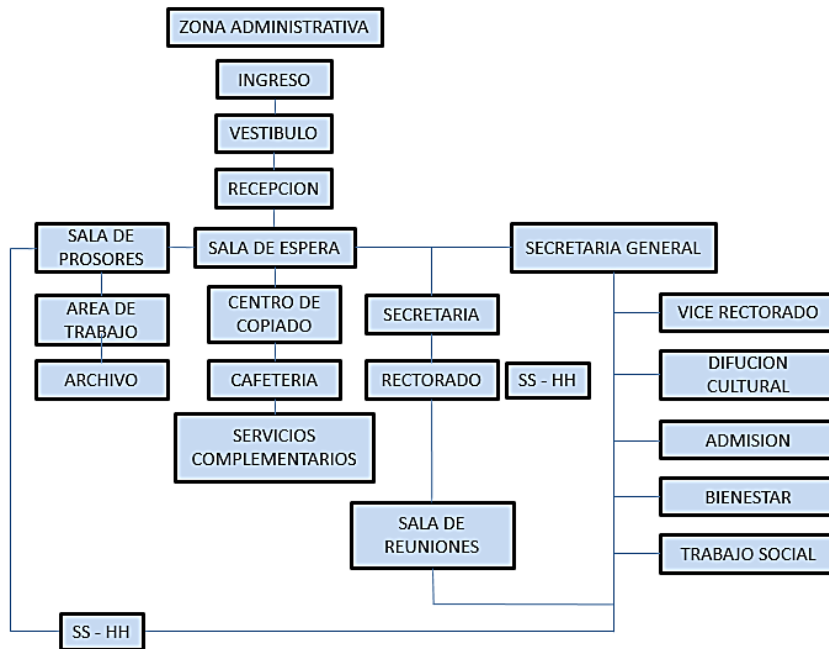 ZONA ADMINISTRATIVA
INGRESO
VESTIBULO
RECEPCION
SALA DE
PROSORES
SALA DE ESPERA
SECRETARIA GENERAL
AREA DE
TRABAJO
CENTRO DE
COPIADO
SECRETARIA
VICE RECTORADO
ARCHIVO
CAFETERIA
RECTORADO
SS - HH
DIFUCION
CULTURAL
SERVICIOS
COMPLEMENTARIOS
ADMISION
BIENESTAR
SALA DE
REUNIONES
TRABAJO SOCIAL
SS - HH